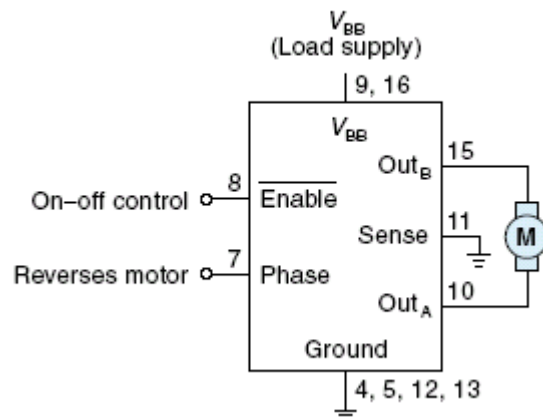 V_BB
(Load supply)
9, 16
V_BB
15
Out_B
8
On–off control
Enable
11
Sense
M
7
Reverses motor
Phase
10
Out_A
Ground
4, 5, 12, 13